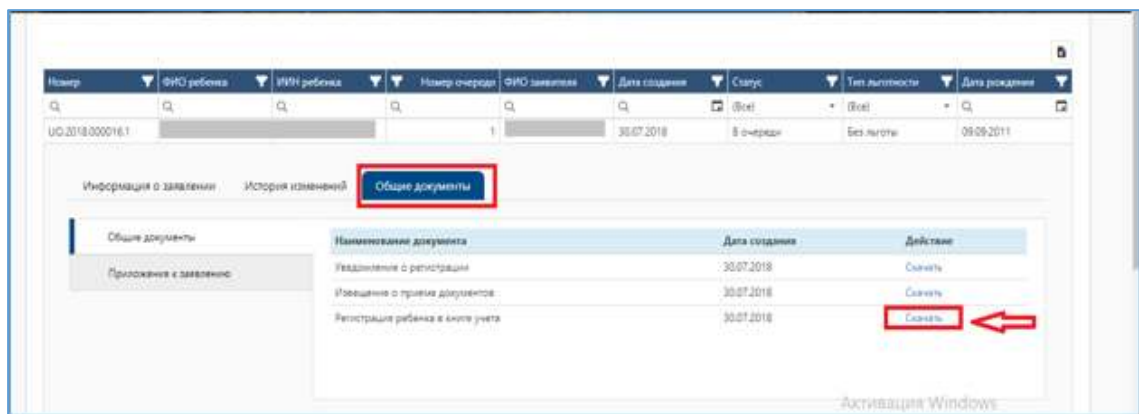 Номер ФИО ребенка ИИН ребенка Номер очереди ФИО заявителя Дата создания Статус Тип льготности Дата рождения
(Все) (Все)
UO.2018.000016.1 1 30.07.2018 В очереди Без льготы 09.09.2011
Информация о заявлении История изменений Общие документы
Общие документы
Приложения к заявлению
Наименование документа Дата создания Действие
Уведомление о регистрации 30.07.2018 Скачать
Извещение о приеме документов 30.07.2018 Скачать
Регистрация ребенка в книге учета 30.07.2018 Скачать
Активация Windows